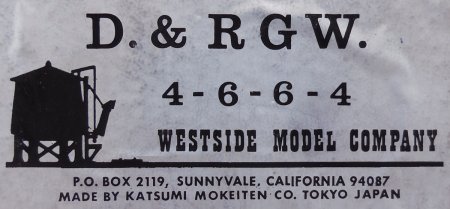 D. & R G W.
4-6-6-4
WESTSIDE MODEL COMPANY
P.O. BOX 2119, SUNNYVALE, CALIFORNIA 94087
MADE BY KATSUMI MOKEITEN CO. TOKYO JAPAN